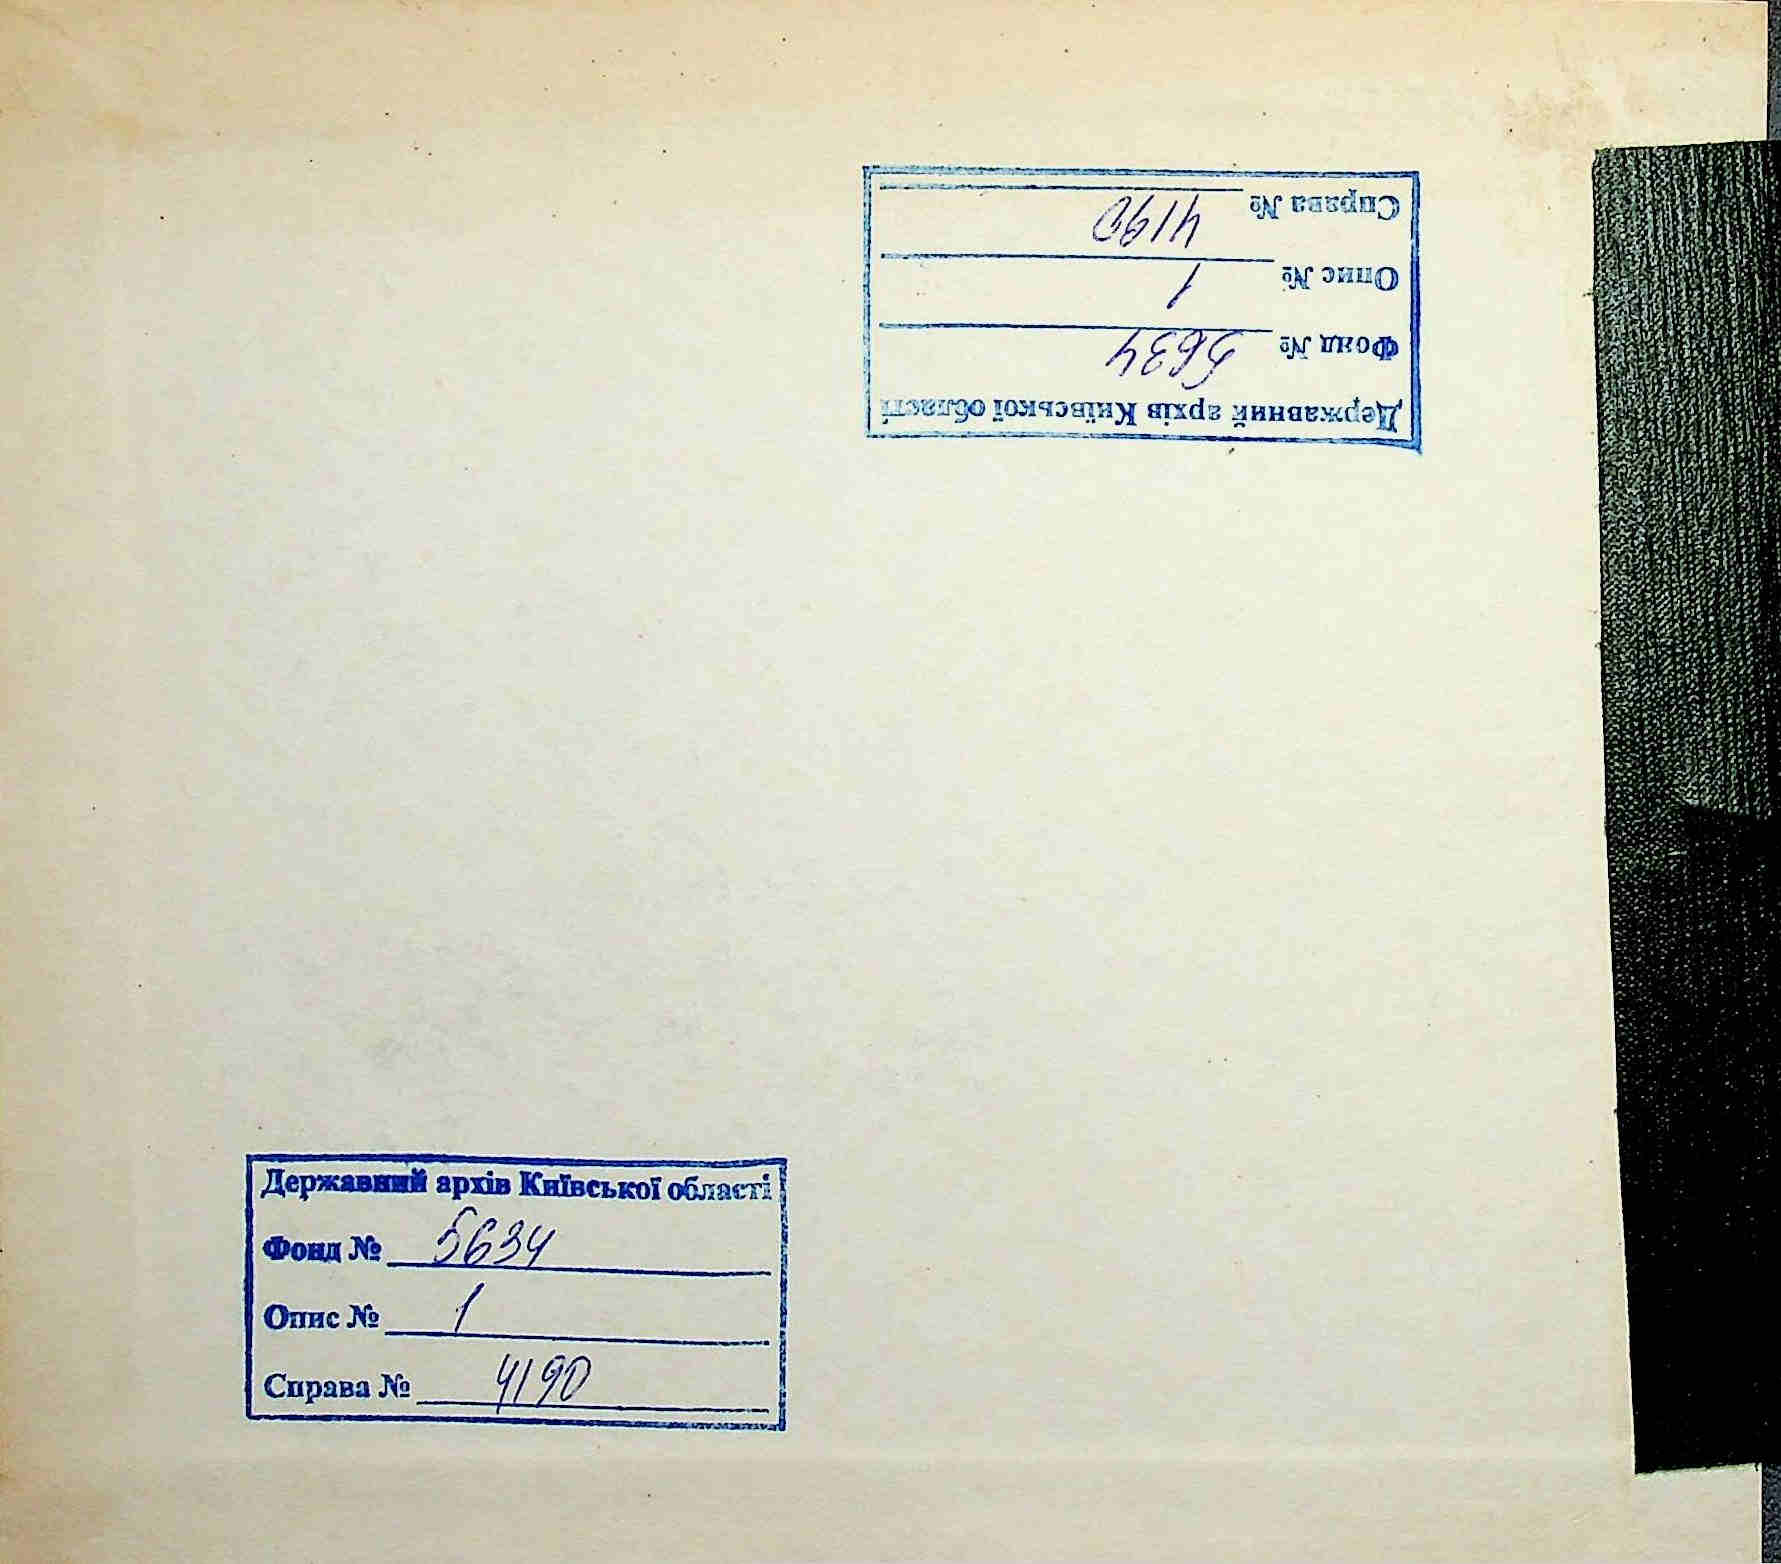 Державний архів Київської області
Фонд № 5634
Опис № 1
Справа № 4190
Державний архів Київської області
Фонд № 5634
Опис № 1
Справа № 4190